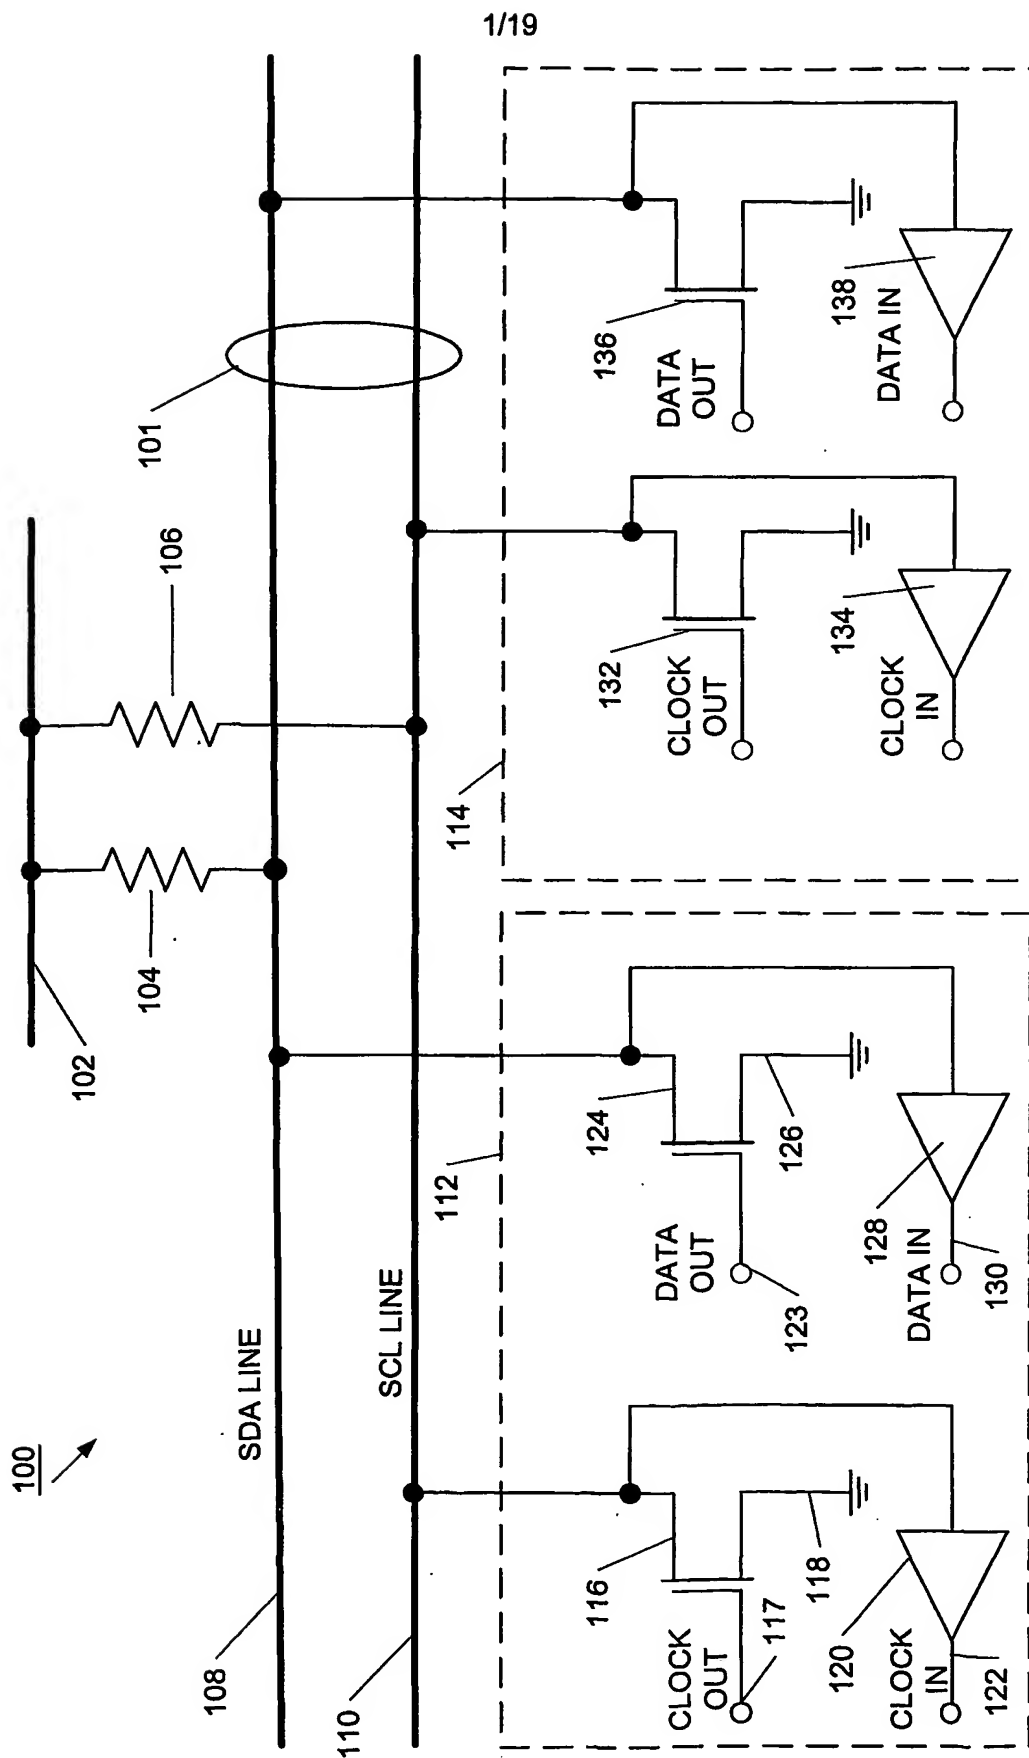 1/19
100
102
104
106
101
108
SDA LINE
110
SCL LINE
112
114
116
CLOCK
OUT
117
118
120
CLOCK
IN
122
124
DATA
OUT
123
126
128
DATA IN
130
132
CLOCK
OUT
134
CLOCK
IN
136
DATA
OUT
138
DATA IN